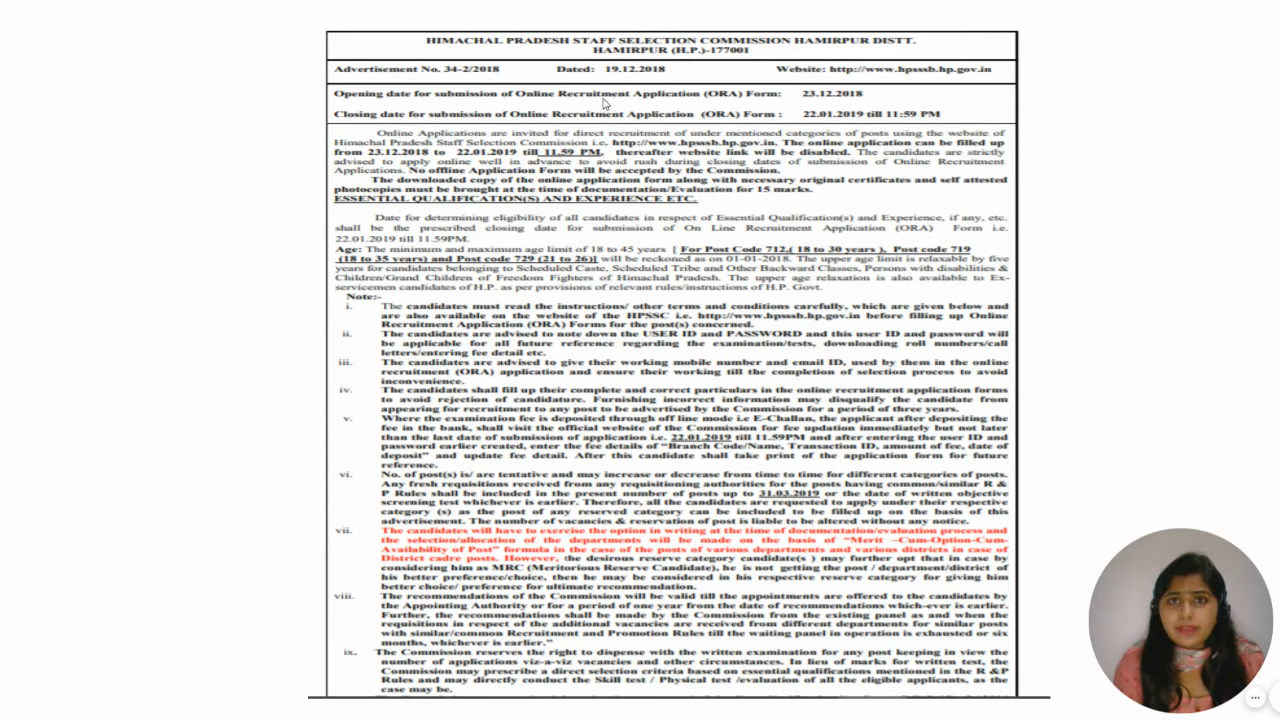 HIMACHAL PRADESH STAFF SELECTION COMMISSION HAMIRPUR DISTT.
HAMIRPUR (H.P.)-177001
Advertisement No. 34-2/2018 Dated: 19.12.2018 Website: http://www.hpsssb.hp.gov.in
Opening date for submission of Online Recruitment Application (ORA) Form: 23.12.2018
Closing date for submission of Online Recruitment Application (ORA) Form : 22.01.2019 till 11:59 PM
Online Applications are invited for direct recruitment of under mentioned categories of posts using the website of
Himachal Pradesh Staff Selection Commission i.e. http://www.hpsssb.hp.gov.in. The online application can be filled up
from 23.12.2018 to 22.01.2019 till 11.59 PM, thereafter website link will be disabled. The candidates are strictly
advised to apply online well in advance to avoid rush during closing dates of submission of Online Recruitment
Applications. No offline Application Form will be accepted by the Commission.
The downloaded copy of the online application form along with necessary original certificates and self attested
photocopies must be brought at the time of documentation/Evaluation for 15 marks.
ESSENTIAL QUALIFICATION(S) AND EXPERIENCE ETC.
Date for determining eligibility of all candidates in respect of Essential Qualification(s) and Experience, if any, etc.
shall be the prescribed closing date for submission of On Line Recruitment Application (ORA) Form i.e.
22.01.2019 till 11.59PM.
Age: The minimum and maximum age limit of 18 to 45 years [ For Post Code 712,( 18 to 30 years ), Post code 719
(18 to 35 years) and Post code 729 (21 to 26)] will be reckoned as on 01-01-2018. The upper age limit is relaxable by five
years for candidates belonging to Scheduled Caste, Scheduled Tribe and Other Backward Classes, Persons with disabilities &
Children/Grand Children of Freedom Fighters of Himachal Pradesh. The upper age relaxation is also available to Ex-
servicemen candidates of H.P. as per provisions of relevant rules/instructions of H.P. Govt.
Note:-
i. The candidates must read the instructions/ other terms and conditions carefully, which are given below and
are also available on the website of the HPSSC i.e. http://www.hpsssb.hp.gov.in before filling up Online
Recruitment Application (ORA) Forms for the post(s) concerned.
ii. The candidates are advised to note down the USER ID and PASSWORD and this user ID and password will
be applicable for all future reference regarding the examination/tests, downloading roll numbers/call
letters/entering fee detail etc.
iii. The candidates are advised to give their working mobile number and email ID, used by them in the online
recruitment (ORA) application and ensure their working till the completion of selection process to avoid
inconvenience.
iv. The candidates shall fill up their complete and correct particulars in the online recruitment application forms
to avoid rejection of candidature. Furnishing incorrect information may disqualify the candidate from
appearing for recruitment to any post to be advertised by the Commission for a period of three years.
v. Where the examination fee is deposited through off line mode i.e E-Challan, the applicant after depositing the
fee in the bank, shall visit the official website of the Commission for fee updation immediately but not later
than the last date of submission of application i.e. 22.01.2019 till 11.59PM and after entering the user ID and
password earlier created, enter the fee details of "Branch Code/Name, Transaction ID, amount of fee, date of
deposit" and update fee detail. After this candidate shall take print of the application form for future
reference.
vi. No. of post(s) is/ are tentative and may increase or decrease from time to time for different categories of posts.
Any fresh requisitions received from any requisitioning authorities for the posts having common/similar R &
P Rules shall be included in the present number of posts up to 31.03.2019 or the date of written objective
screening test whichever is earlier. Therefore, all the candidates are requested to apply under their respective
category (s) as the post of any reserved category can be included to be filled up on the basis of this
advertisement. The number of vacancies & reservation of post is liable to be altered without any notice.
vii. The candidates will have to exercise the option in writing at the time of documentation/evaluation process and
the selection/allocation of the departments will be made on the basis of "Merit –Cum-Option-Cum-
Availability of Post" formula in the case of the posts of various departments and various districts in case of
District cadre posts. However, the desirous reserve category candidate(s ) may further opt that in case by
considering him as MRC (Meritorious Reserve Candidate), he is not getting the post / department/district of
his better preference/choice, then he may be considered in his respective reserve category for giving him
better choice/ preference for ultimate recommendation.
viii. The recommendations of the Commission will be valid till the appointments are offered to the candidates by
the Appointing Authority or for a period of one year from the date of recommendations which-ever is earlier.
Further, the recommendations shall be made by the Commission from the existing panel as and when the
requisitions in respect of the additional vacancies are received from different departments for similar posts
with similar/common Recruitment and Promotion Rules till the waiting panel in operation is exhausted or six
months, whichever is earlier."
ix. The Commission reserves the right to dispense with the written examination for any post keeping in view the
number of applications viz-a-viz vacancies and other circumstances. In lieu of marks for written test, the
Commission may prescribe a direct selection criteria based on essential qualifications mentioned in the R &P
Rules and may directly conduct the Skill test / Physical test /evaluation of all the eligible applicants, as the
case may be.